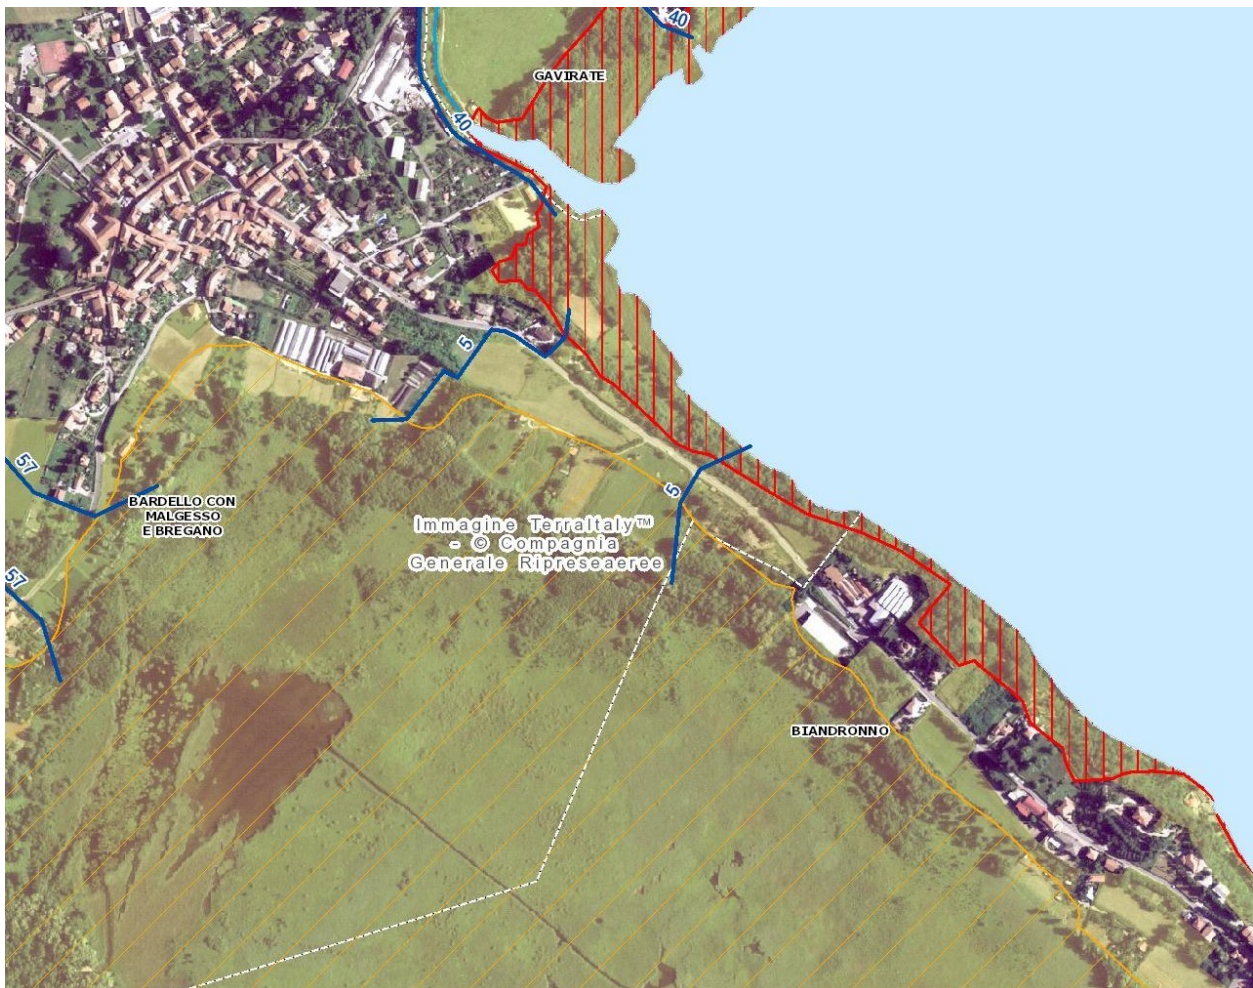 40
GAVIRATE
40
5
57
BARDELLO CON
MALGESSO
E BREGANO
5
Immagine TerraItaly™
- © Compagnia
Generale Ripreseaeree
57
BIANDRONNO